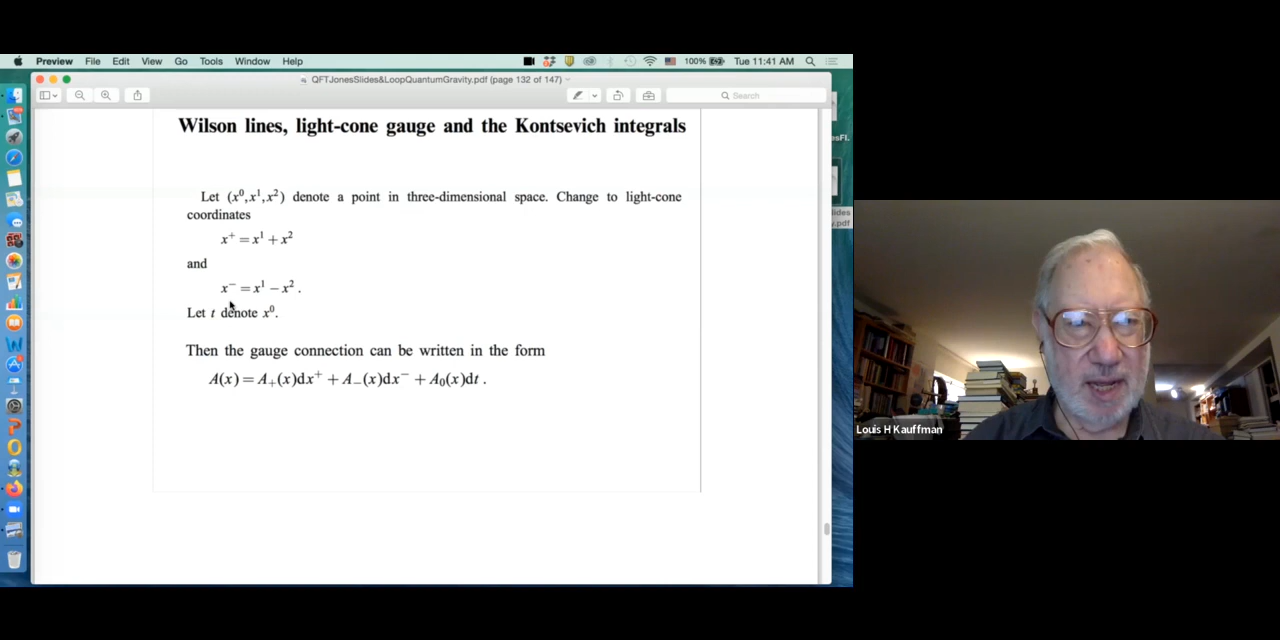 Preview File Edit View Go Tools Window Help 100% Tue 11:41 AM
QFTJonesSlides&LoopQuantumGravity.pdf (page 132 of 147)
Search
Wilson lines, light-cone gauge and the Kontsevich integrals
Let (x⁰,x¹,x²) denote a point in three-dimensional space. Change to light-cone
coordinates
x⁺ = x¹ + x²
and
x⁻ = x¹ − x² .
Let t denote x⁰.
Then the gauge connection can be written in the form
A(x) = A₊(x)dx⁺ + A₋(x)dx⁻ + A₀(x)dt .
Louis H Kauffman